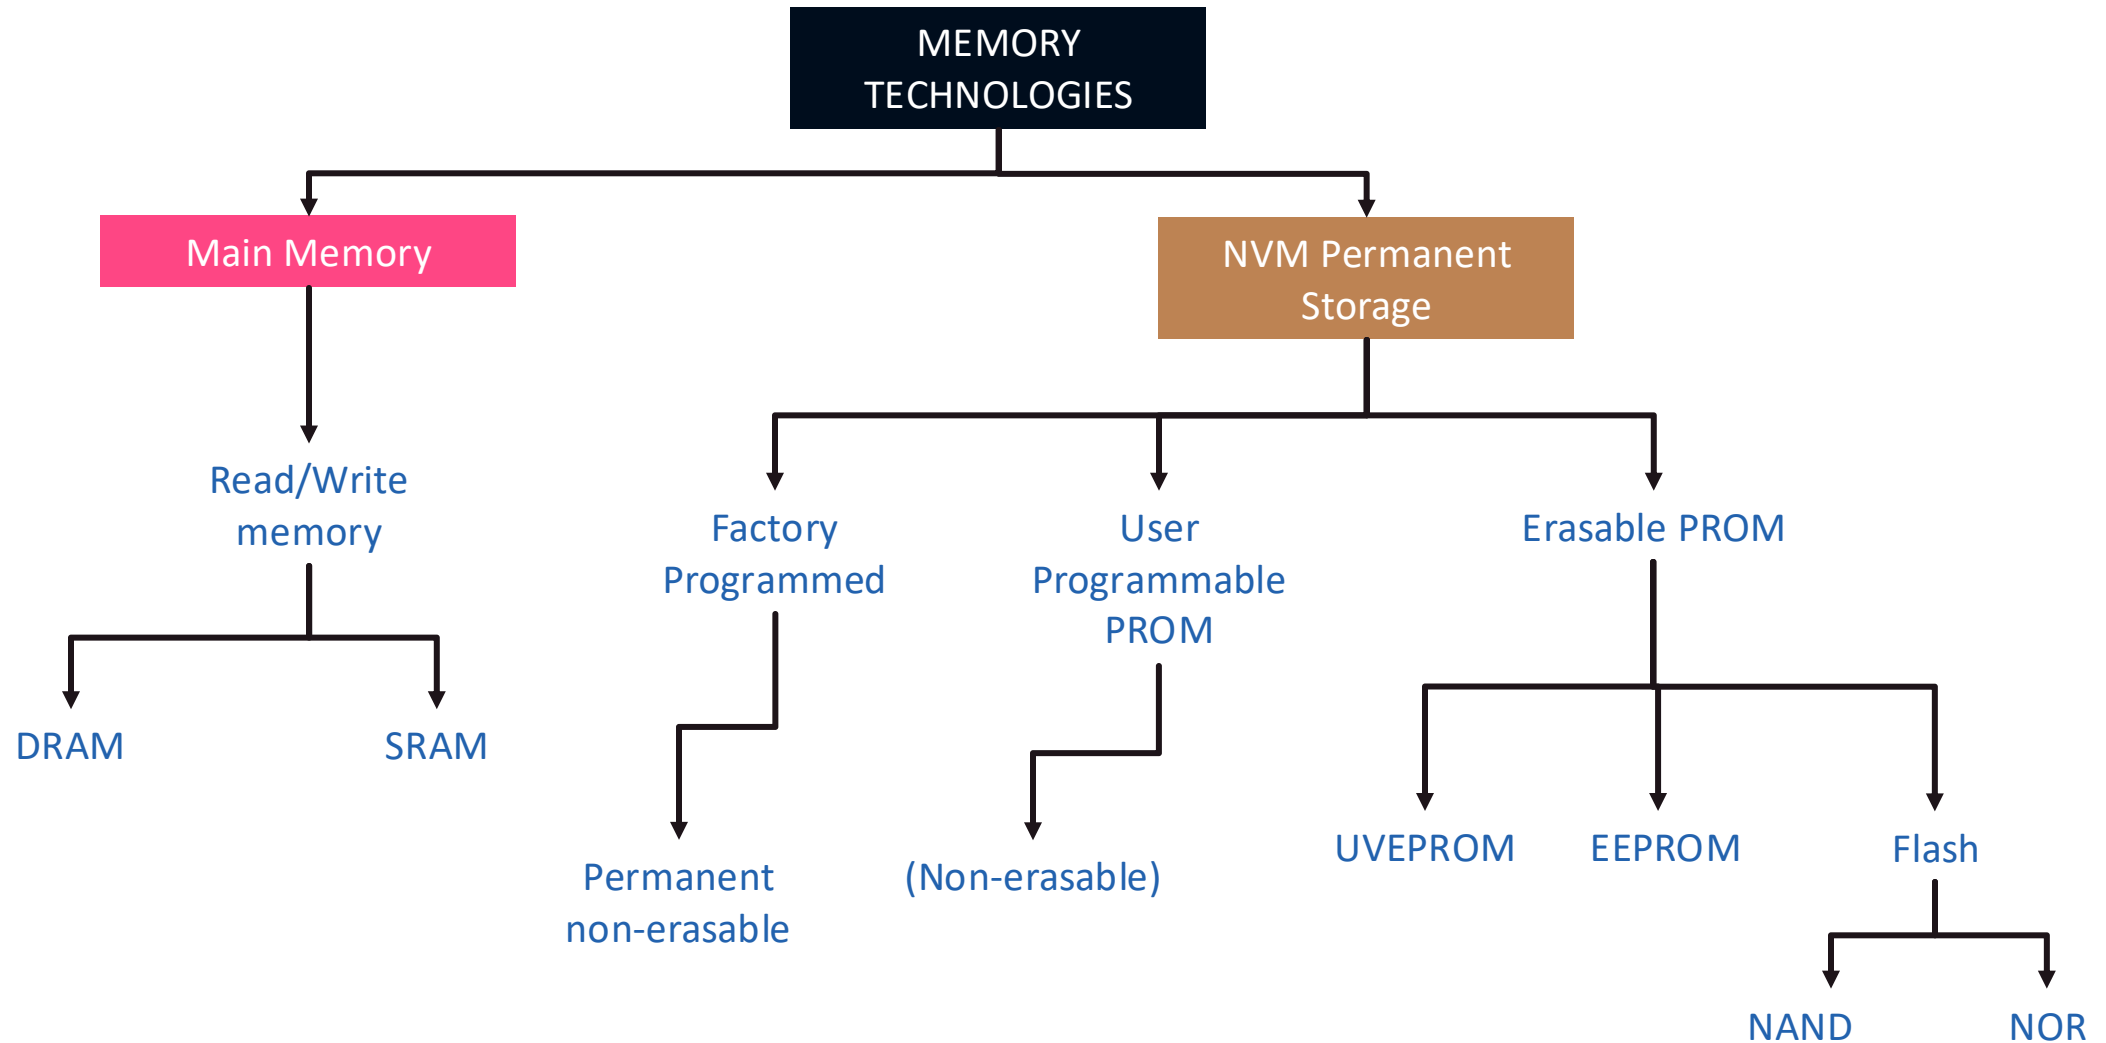 MEMORY
TECHNOLOGIES
Main Memory
NVM Permanent
Storage
Read/Write
memory
Factory
Programmed
User
Programmable
PROM
Erasable PROM
DRAM
SRAM
Permanent
non-erasable
(Non-erasable)
UVEPROM
EEPROM
Flash
NAND
NOR